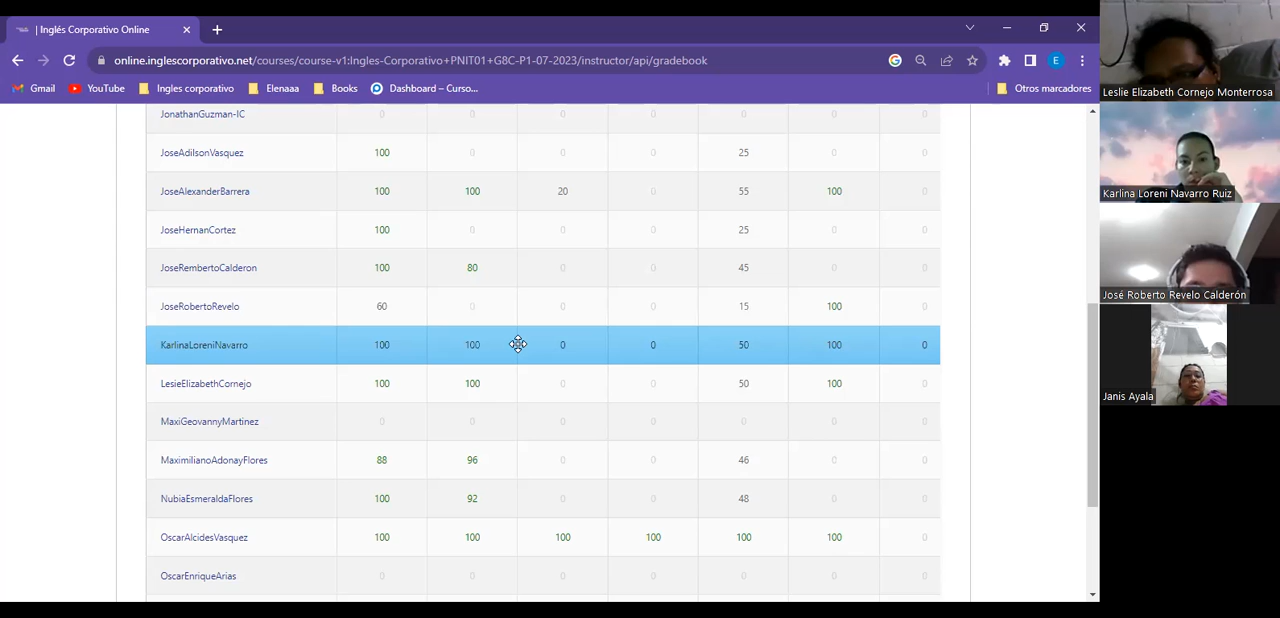 | Inglés Corporativo Online
online.inglescorporativo.net/courses/course-v1:Ingles-Corporativo+PNIT01+G8C-P1-07-2023/instructor/api/gradebook
E
Gmail YouTube Ingles corporativo Elenaaa Books Dashboard – Curso... Otros marcadores
JonathanGuzman-IC 0 0 0 0 0 0 0
JoseAdilsonVasquez 100 0 0 0 25 0 0
JoseAlexanderBarrera 100 100 20 0 55 100 0
JoseHernanCortez 100 0 0 0 25 0 0
JoseRembertoCalderon 100 80 0 0 45 0 0
JoseRobertoRevelo 60 0 0 0 15 100 0
KarlinaLoreniNavarro 100 100 0 0 50 100 0
LesieElizabethCornejo 100 100 0 0 50 100 0
MaxiGeovannyMartinez 0 0 0 0 0 0 0
MaximilianoAdonayFlores 88 96 0 0 46 0 0
NubiaEsmeraldaFlores 100 92 0 0 48 0 0
OscarAlcidesVasquez 100 100 100 100 100 100 0
OscarEnriqueArias 0 0 0 0 0 0 0
Leslie Elizabeth Cornejo Monterrosa
Karlina Loreni Navarro Ruiz
José Roberto Revelo Calderón
Janis Ayala